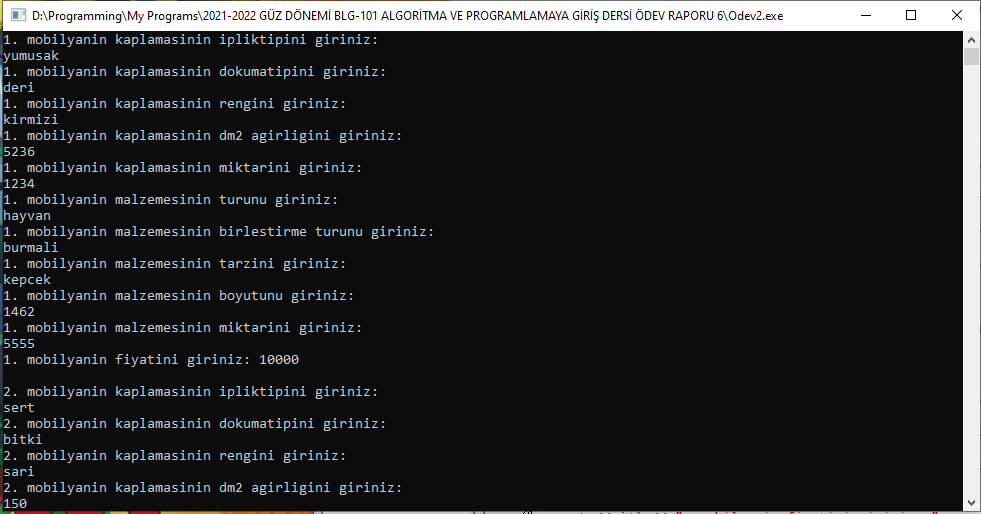 D:\Programming\My Programs\2021-2022 GÜZ DÖNEMİ BLG-101 ALGORİTMA VE PROGRAMLAMAYA GİRİŞ DERSİ ÖDEV RAPORU 6\Odev2.exe
1. mobilyanin kaplamasinin ipliktipini giriniz:
yumusak
1. mobilyanin kaplamasinin dokumatipini giriniz:
deri
1. mobilyanin kaplamasinin rengini giriniz:
kirmizi
1. mobilyanin kaplamasinin dm2 agirligini giriniz:
5236
1. mobilyanin kaplamasinin miktarini giriniz:
1234
1. mobilyanin malzemesinin turunu giriniz:
hayvan
1. mobilyanin malzemesinin birlestirme turunu giriniz:
burmali
1. mobilyanin malzemesinin tarzini giriniz:
kepcek
1. mobilyanin malzemesinin boyutunu giriniz:
1462
1. mobilyanin malzemesinin miktarini giriniz:
5555
1. mobilyanin fiyatini giriniz: 10000
2. mobilyanin kaplamasinin ipliktipini giriniz:
sert
2. mobilyanin kaplamasinin dokumatipini giriniz:
bitki
2. mobilyanin kaplamasinin rengini giriniz:
sari
2. mobilyanin kaplamasinin dm2 agirligini giriniz:
150